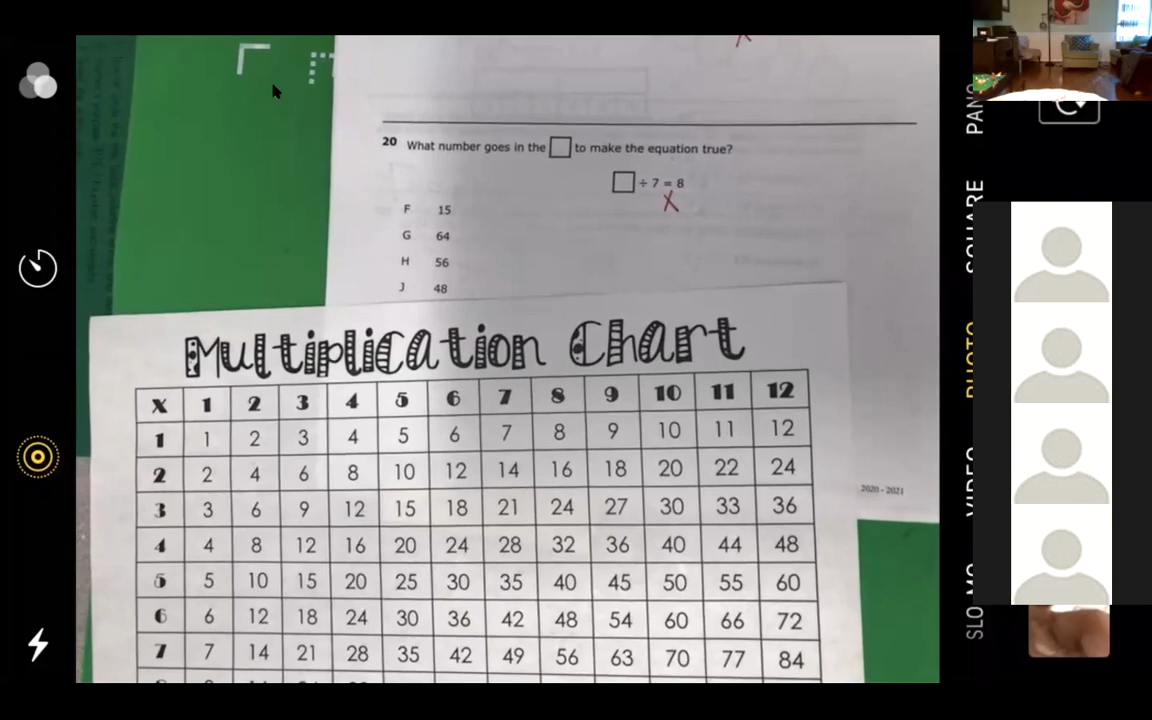 20 What number goes in the to make the equation true?
÷ 7 = 8
X
F 15
G 64
H 56
J 48
Multiplication Chart
X 1 2 3 4 5 6 7 8 9 10 11 12
1 1 2 3 4 5 6 7 8 9 10 11 12
2 2 4 6 8 10 12 14 16 18 20 22 24
3 3 6 9 12 15 18 21 24 27 30 33 36
4 4 8 12 16 20 24 28 32 36 40 44 48
5 5 10 15 20 25 30 35 40 45 50 55 60
6 6 12 18 24 30 36 42 48 54 60 66 72
7 7 14 21 28 35 42 49 56 63 70 77 84
2020 - 2021
PANO
SQUARE
PHOTO
VIDEO
SLO-MO